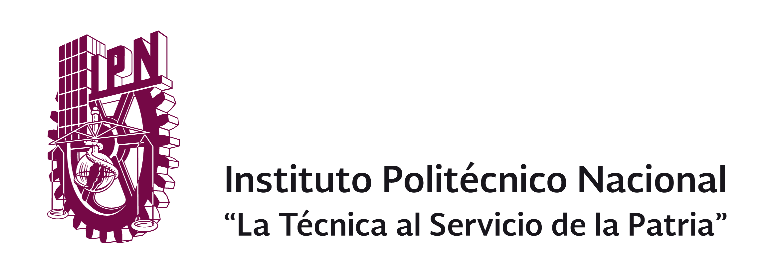 IPN
Instituto Politécnico Nacional
“La Técnica al Servicio de la Patria”